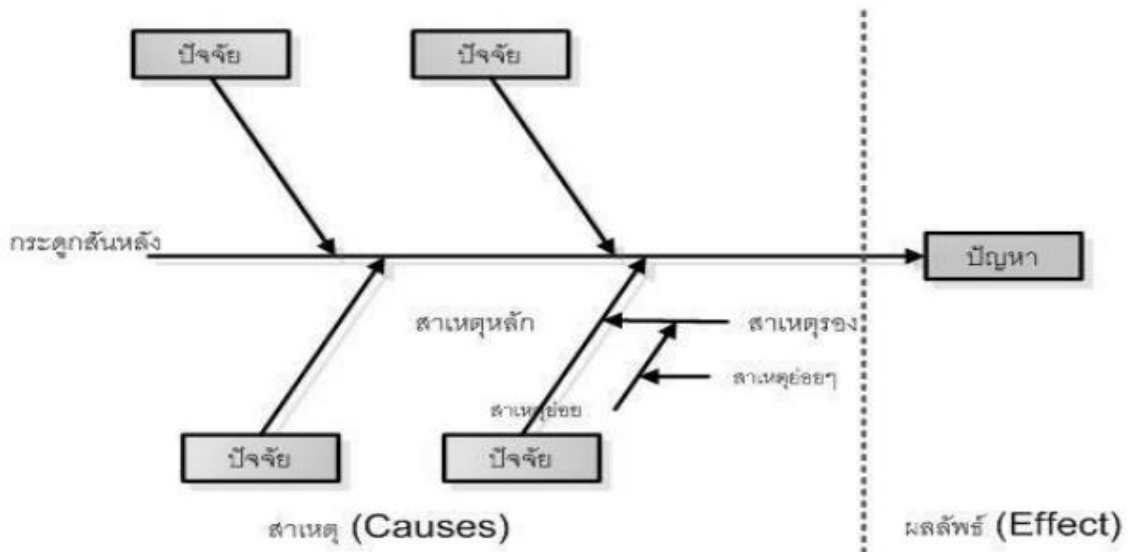 ปัจจัย
ปัจจัย
กระดูกสันหลัง
ปัญหา
สาเหตุหลัก
สาเหตุรอง
สาเหตุย่อยๆ
สาเหตุย่อย
ปัจจัย
ปัจจัย
สาเหตุ (Causes)
ผลลัพธ์ (Effect)